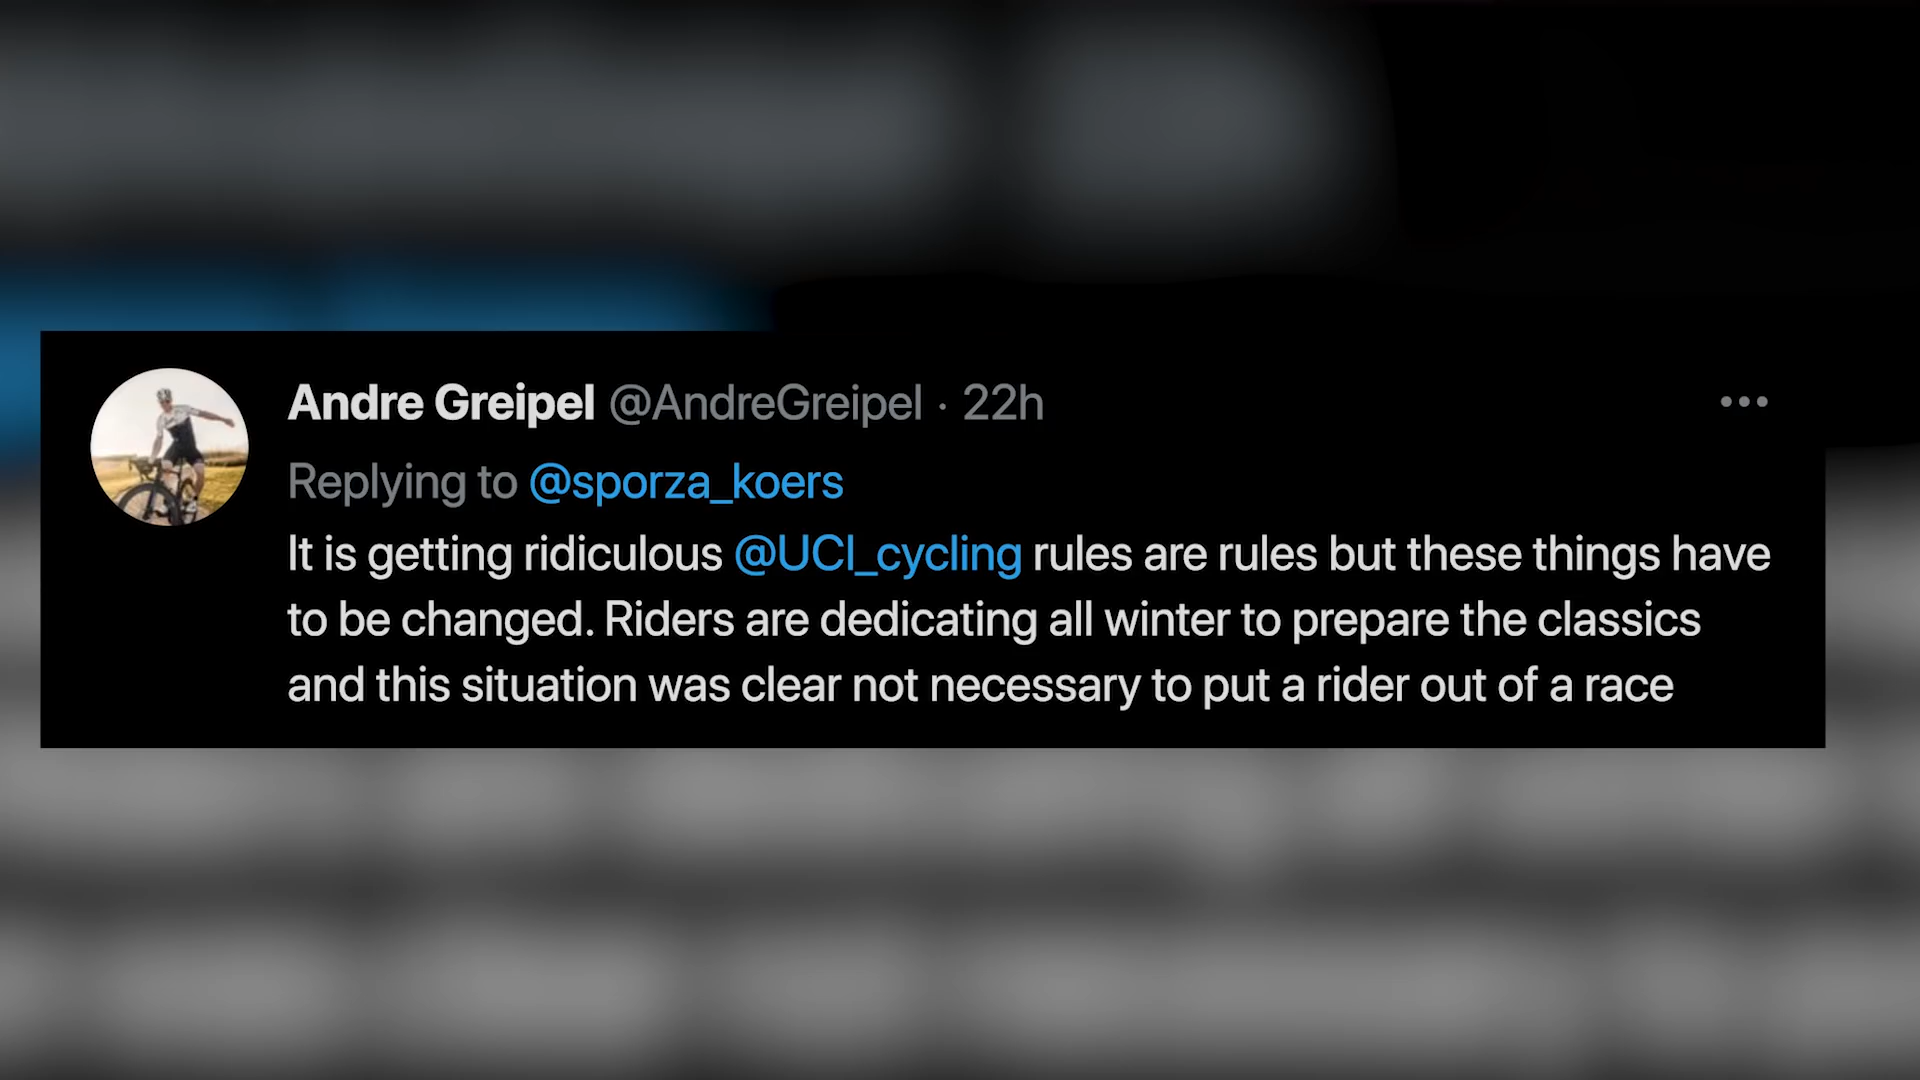 Andre Greipel @AndreGreipel · 22h
Replying to @sporza_koers
It is getting ridiculous @UCI_cycling rules are rules but these things have
to be changed. Riders are dedicating all winter to prepare the classics
and this situation was clear not necessary to put a rider out of a race